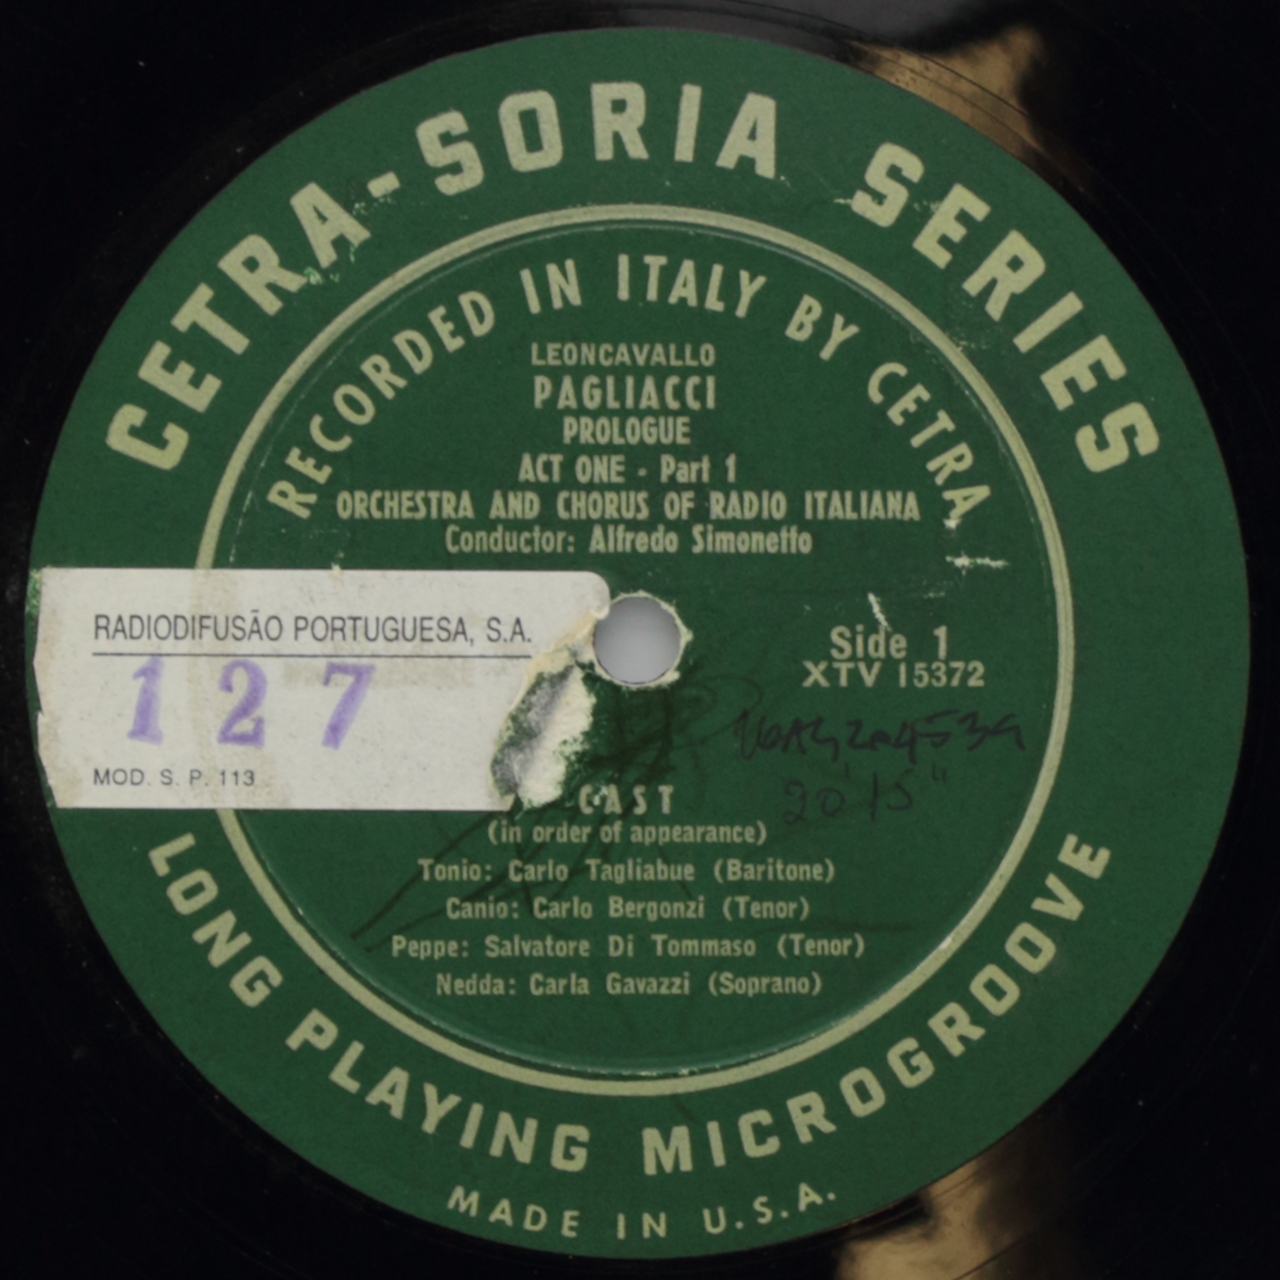 CETRA-SORIA SERIES
RECORDED IN ITALY BY CETRA
LEONCAVALLO
PAGLIACCI
PROLOGUE
ACT ONE - Part 1
ORCHESTRA AND CHORUS OF RADIO ITALIANA
Conductor: Alfredo Simonetto
RADIODIFUSÃO PORTUGUESA, S.A.
127
MOD. S. P. 113
Side 1
XTV 15372
20' 15"
CAST
(in order of appearance)
Tonio: Carlo Tagliabue (Baritone)
Canio: Carlo Bergonzi (Tenor)
Peppe: Salvatore Di Tommaso (Tenor)
Nedda: Carla Gavazzi (Soprano)
LONG PLAYING MICROGROOVE
MADE IN U.S.A.